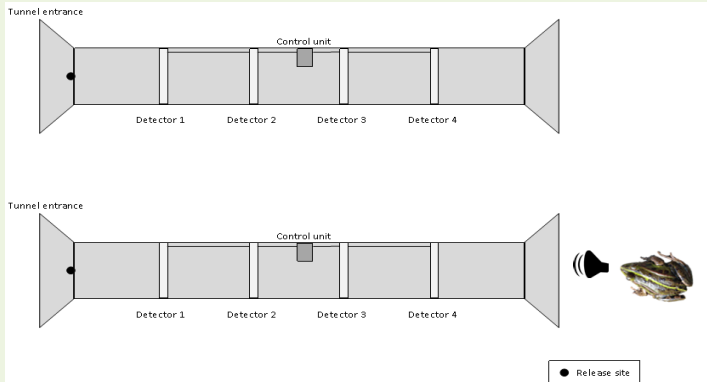 Tunnel entrance
Control unit
Detector 1 Detector 2 Detector 3 Detector 4
Tunnel entrance
Control unit
Detector 1 Detector 2 Detector 3 Detector 4
Release site